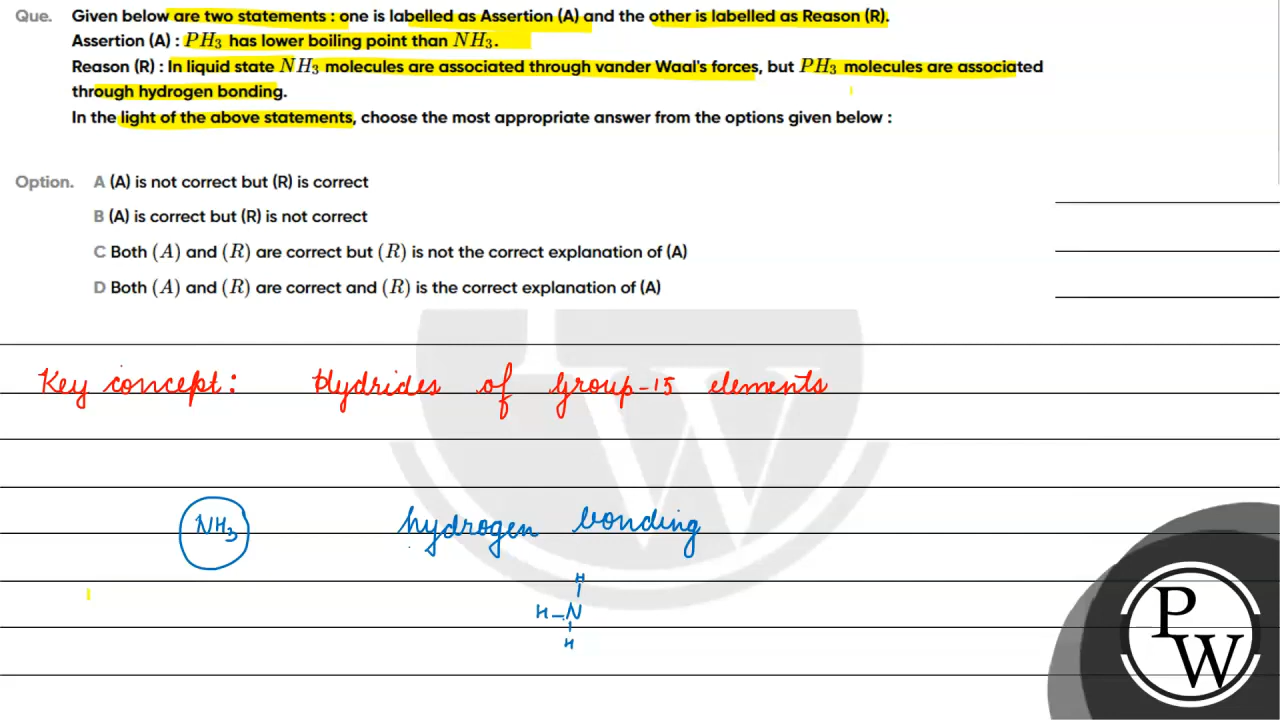 Que. Given below are two statements : one is labelled as Assertion (A) and the other is labelled as Reason (R).
Assertion (A) : PH₃ has lower boiling point than NH₃.
Reason (R) : In liquid state NH₃ molecules are associated through vander Waal's forces, but PH₃ molecules are associated
through hydrogen bonding.
In the light of the above statements, choose the most appropriate answer from the options given below :
Option. A (A) is not correct but (R) is correct
B (A) is correct but (R) is not correct
C Both (A) and (R) are correct but (R) is not the correct explanation of (A)
D Both (A) and (R) are correct and (R) is the correct explanation of (A)
Key concept: Hydrides of group-15 elements
NH₃ hydrogen bonding
H
H-N
H
P
W